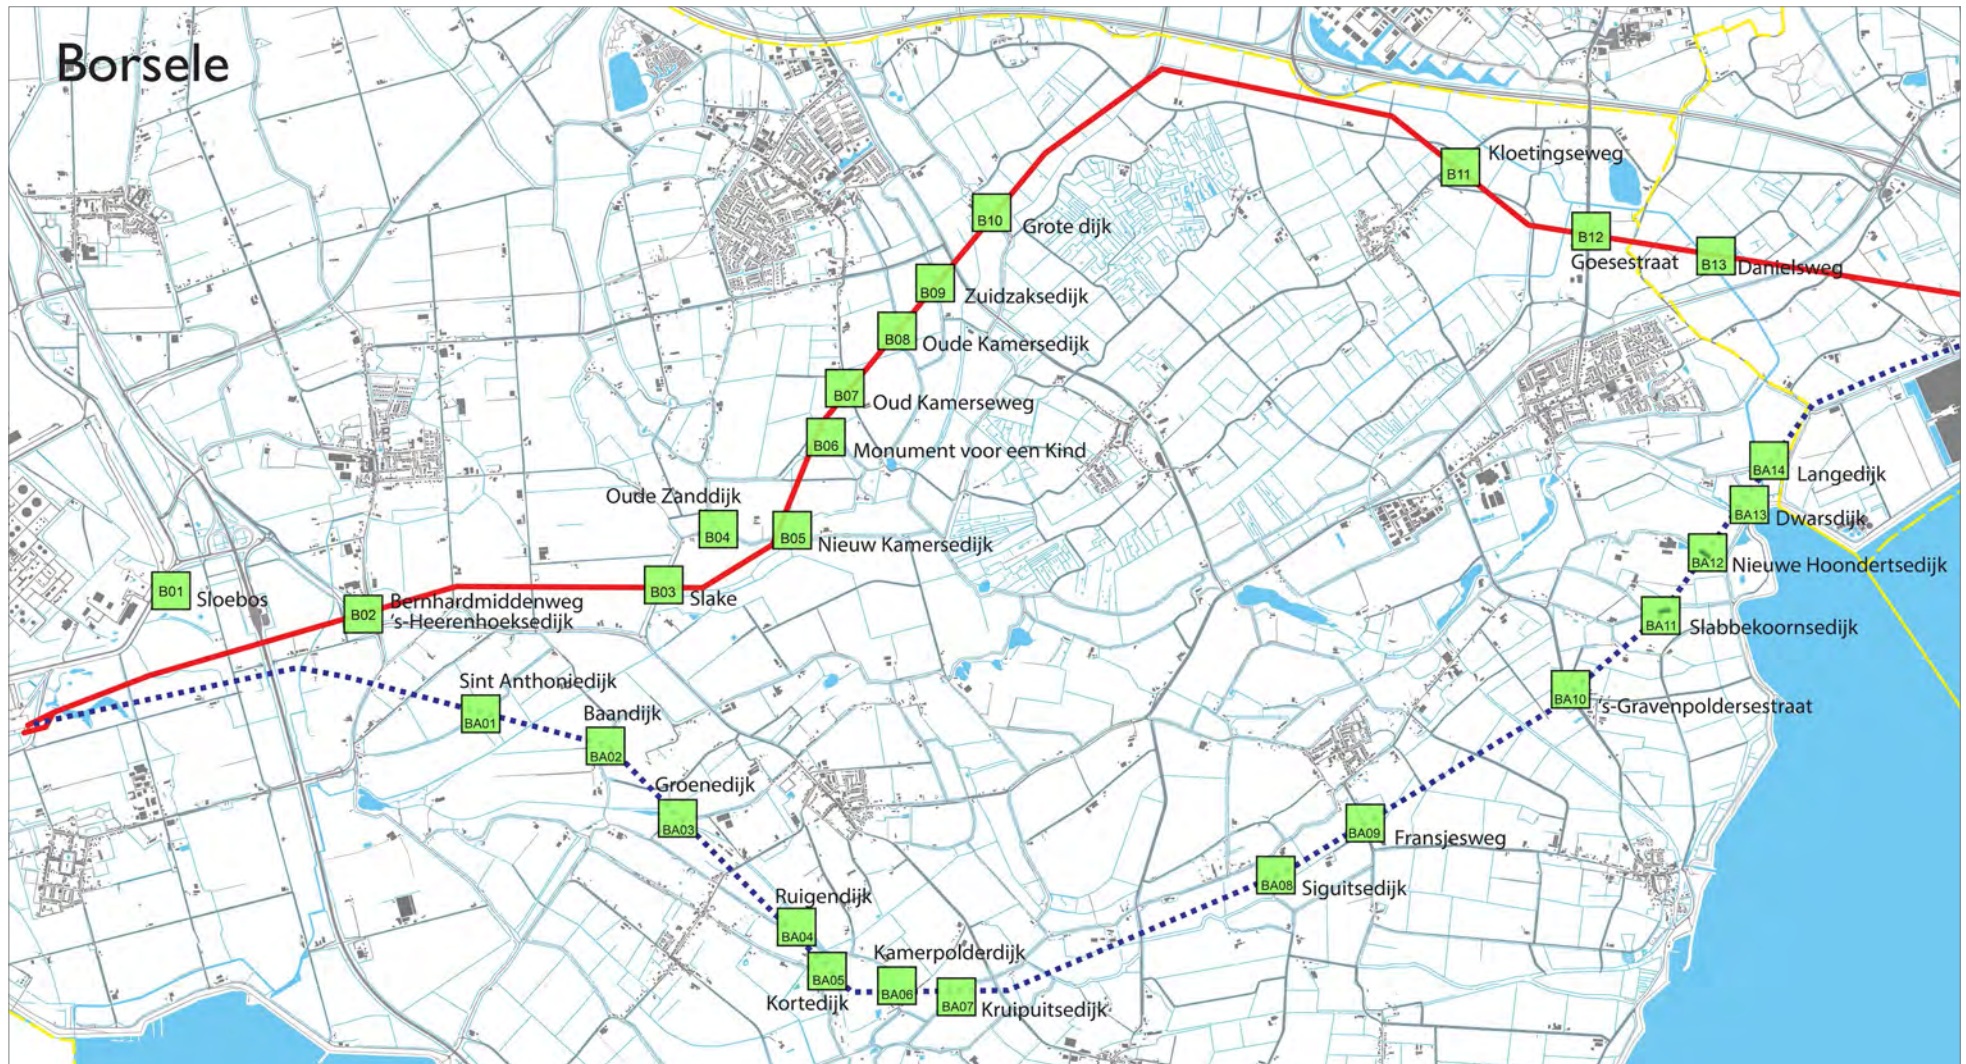 Borsele
B01
Sloebos
B02
Bernhardmiddenweg
's-Heerenhoeksedijk
B03
Slake
Oude Zanddijk
B04
B05
Nieuw Kamersedijk
B06
Monument voor een Kind
B07
Oud Kamerseweg
B08
Oude Kamersedijk
B09
Zuidzaksedijk
B10
Grote dijk
B11
Kloetingseweg
B12
Goesestraat
B13
Danielsweg
Sint Anthoniedijk
BA01
Baandijk
BA02
Groenedijk
BA03
Ruigendijk
BA04
BA05
Kortedijk
Kamerpolderdijk
BA06
BA07
Kruipuitsedijk
BA08
Siguitsedijk
BA09
Fransjesweg
BA10
's-Gravenpoldersestraat
BA11
Slabbekoornsedijk
BA12
Nieuwe Hoondertsedijk
BA13
Dwarsdijk
BA14
Langedijk